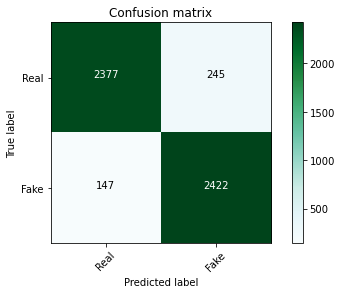 Confusion matrix
True label
Real
2377 245
Fake
147 2422
Real Fake
Predicted label
2000
1500
1000
500